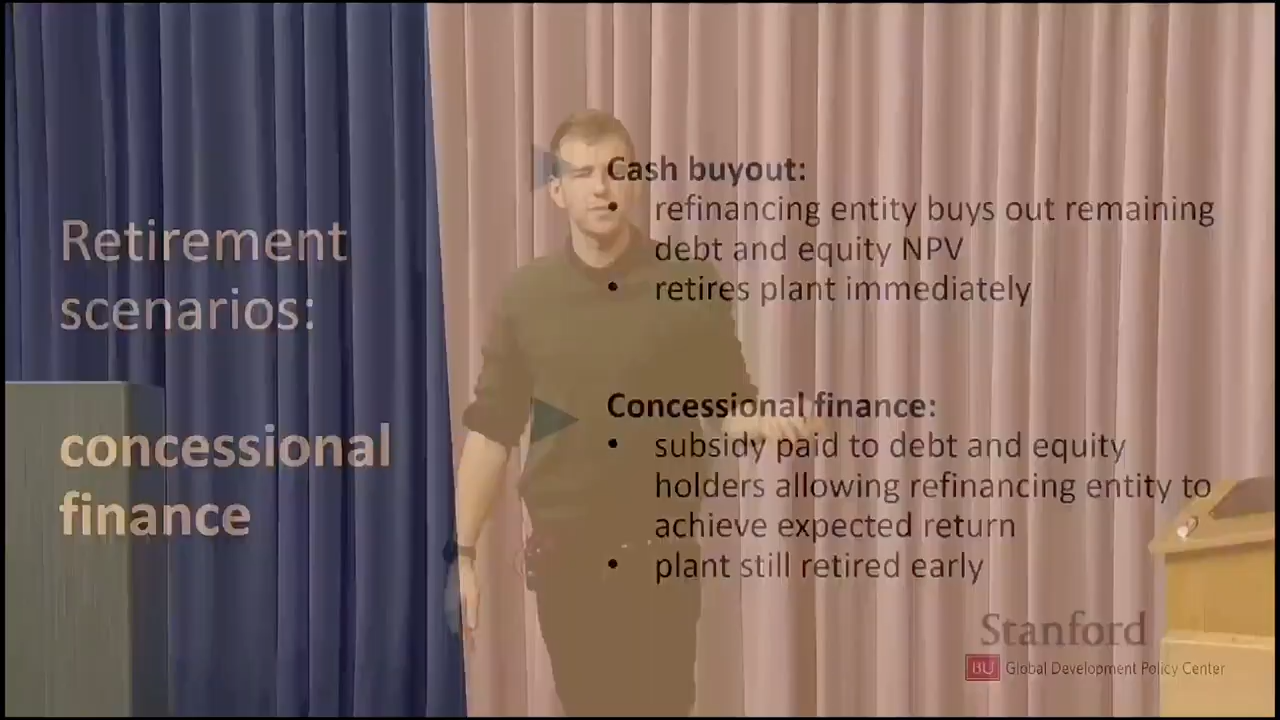 Retirement
scenarios:
concessional
finance
Cash buyout:
• refinancing entity buys out remaining
debt and equity NPV
• retires plant immediately
Concessional finance:
• subsidy paid to debt and equity
holders allowing refinancing entity to
achieve expected return
• plant still retired early
Stanford
BU Global Development Policy Center